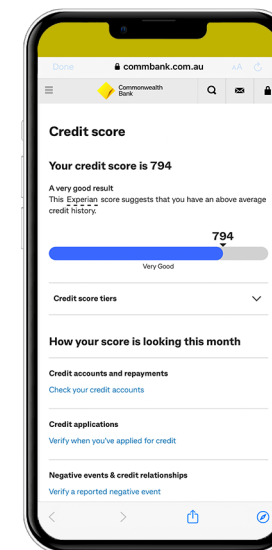 Done commbank.com.au AA
Commonwealth
Bank
Credit score
Your credit score is 794
A very good result
This Experian score suggests that you have an above average
credit history.
794
Very Good
Credit score tiers
How your score is looking this month
Credit accounts and repayments
Check your credit accounts
Credit applications
Verify when you've applied for credit
Negative events & credit relationships
Verify a reported negative event